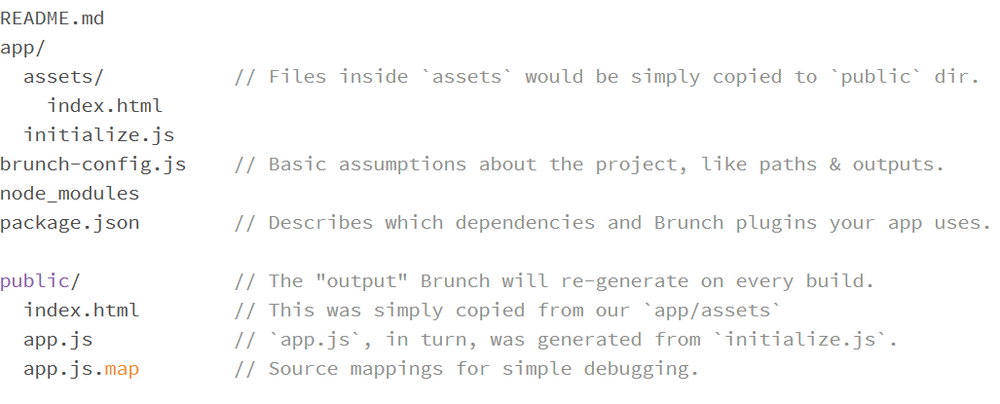 README.md
app/
  assets/           // Files inside `assets` would be simply copied to `public` dir.
    index.html
  initialize.js
brunch-config.js    // Basic assumptions about the project, like paths & outputs.
node_modules
package.json        // Describes which dependencies and Brunch plugins your app uses.

public/             // The "output" Brunch will re-generate on every build.
  index.html        // This was simply copied from our `app/assets`
  app.js            // `app.js`, in turn, was generated from `initialize.js`.
  app.js.map        // Source mappings for simple debugging.